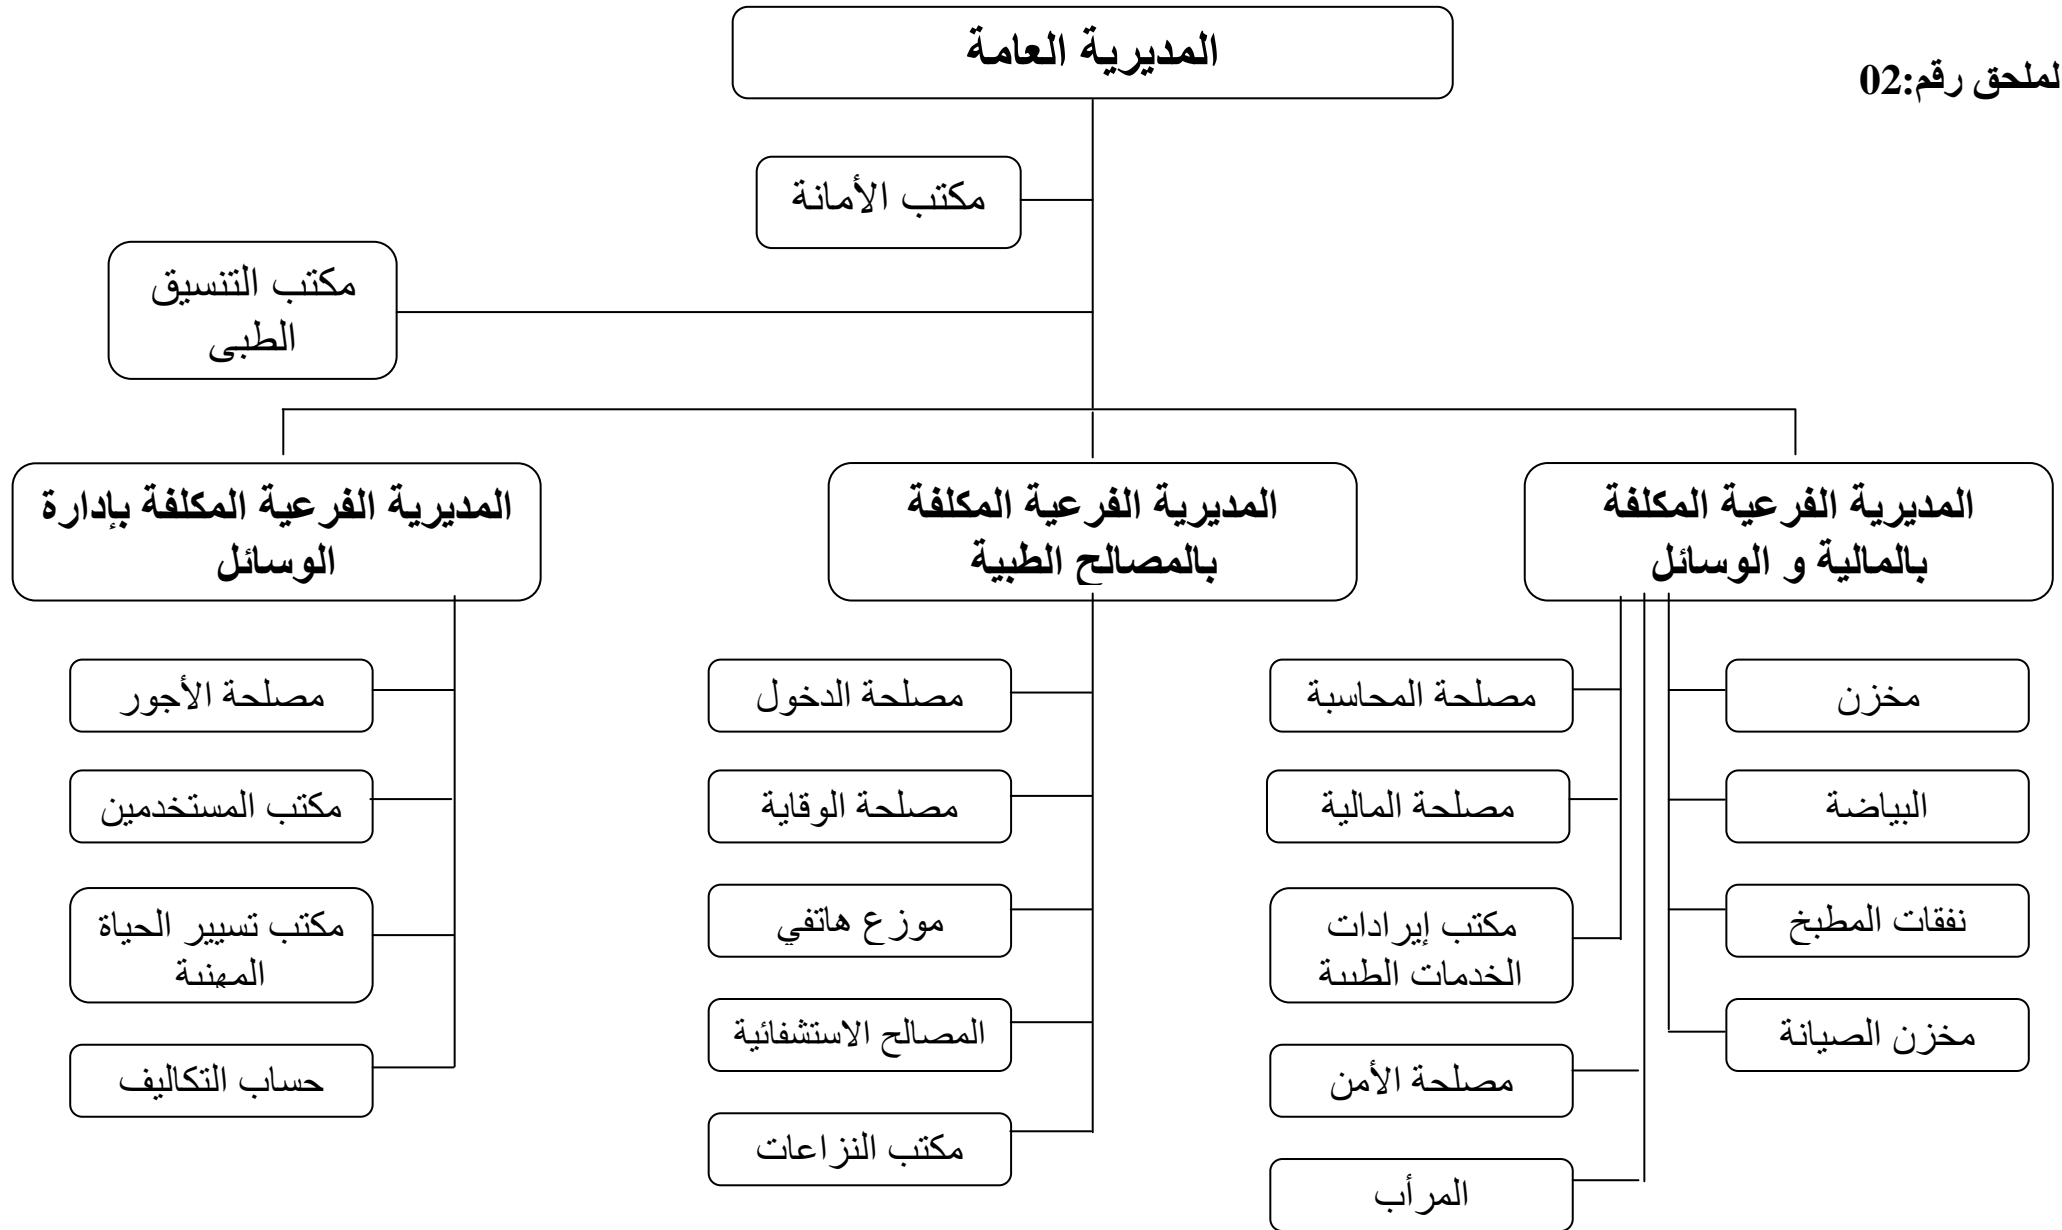 لملحق رقم:02
المديرية العامة
مكتب الأمانة
مكتب التنسيق
الطبي
المديرية الفرعية المكلفة
بالمالية و الوسائل
المديرية الفرعية المكلفة
بالمصالح الطبية
المديرية الفرعية المكلفة بإدارة
الوسائل
مخزن
البياضة
نفقات المطبخ
مخزن الصيانة
مصلحة المحاسبة
مصلحة المالية
مكتب إيرادات
الخدمات الطبية
مصلحة الأمن
المرأب
مصلحة الدخول
مصلحة الوقاية
موزع هاتفي
المصالح الاستشفائية
مكتب النزاعات
مصلحة الأجور
مكتب المستخدمين
مكتب تسيير الحياة
المهنية
حساب التكاليف